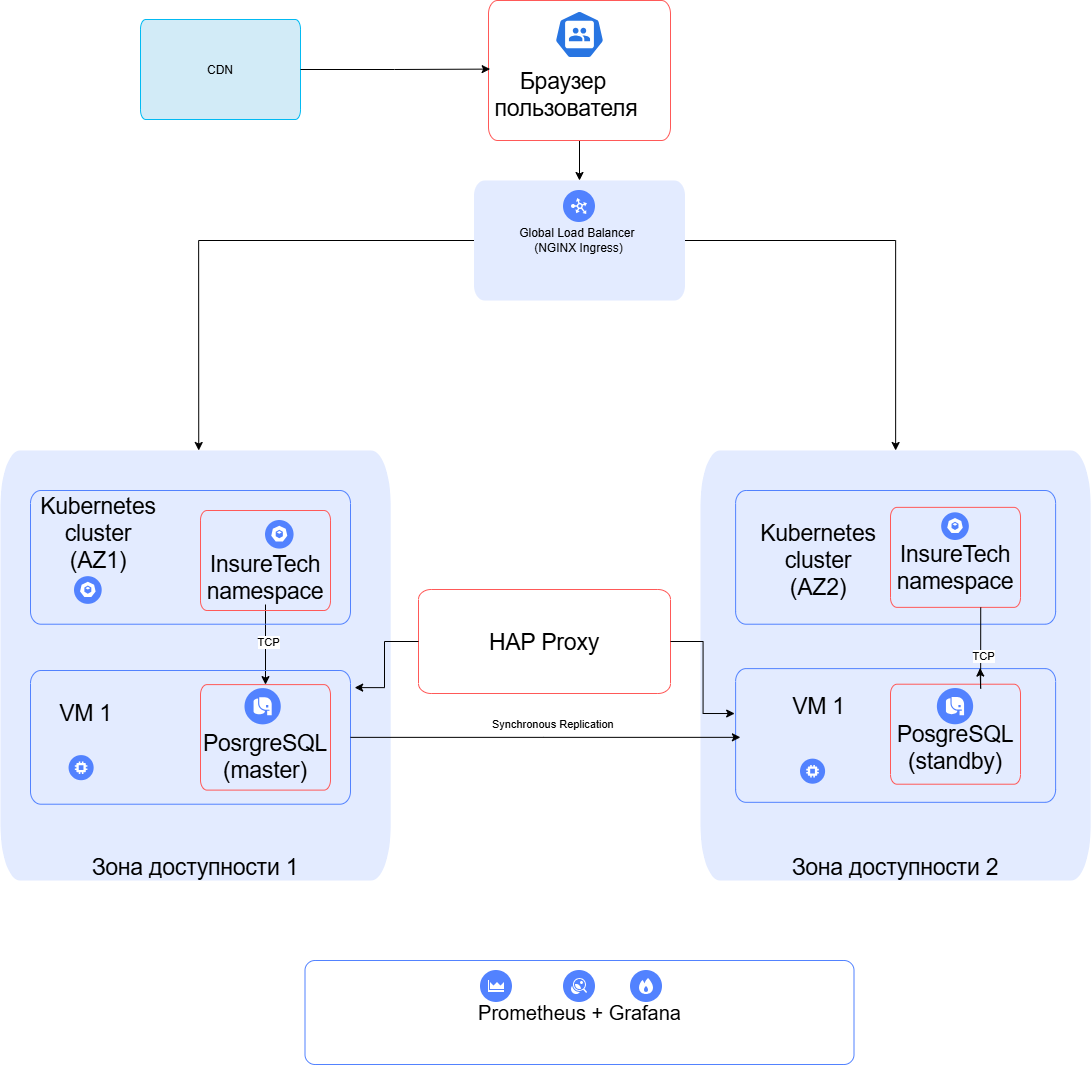 CDN
Браузер
пользователя
Global Load Balancer
(NGINX Ingress)
Kubernetes
cluster
(AZ1)
InsureTech
namespace
TCP
VM 1
PosrgreSQL
(master)
Зона доступности 1
HAP Proxy
Synchronous Replication
Kubernetes
cluster
(AZ2)
InsureTech
namespace
TCP
VM 1
PosgreSQL
(standby)
Зона доступности 2
Prometheus + Grafana